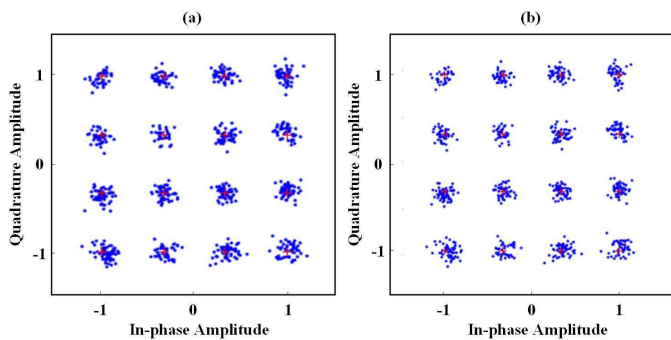 (a)
Quadrature Amplitude
1
0
-1
-1 0 1
In-phase Amplitude
(b)
Quadrature Amplitude
1
0
-1
-1 0 1
In-phase Amplitude